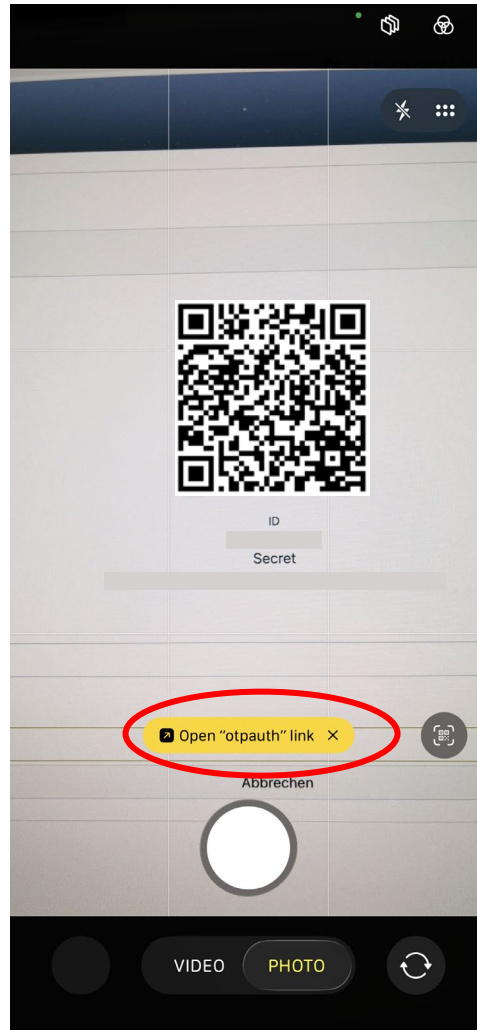 ID
Secret
Open “otpauth” link ×
Abbrechen
VIDEO PHOTO